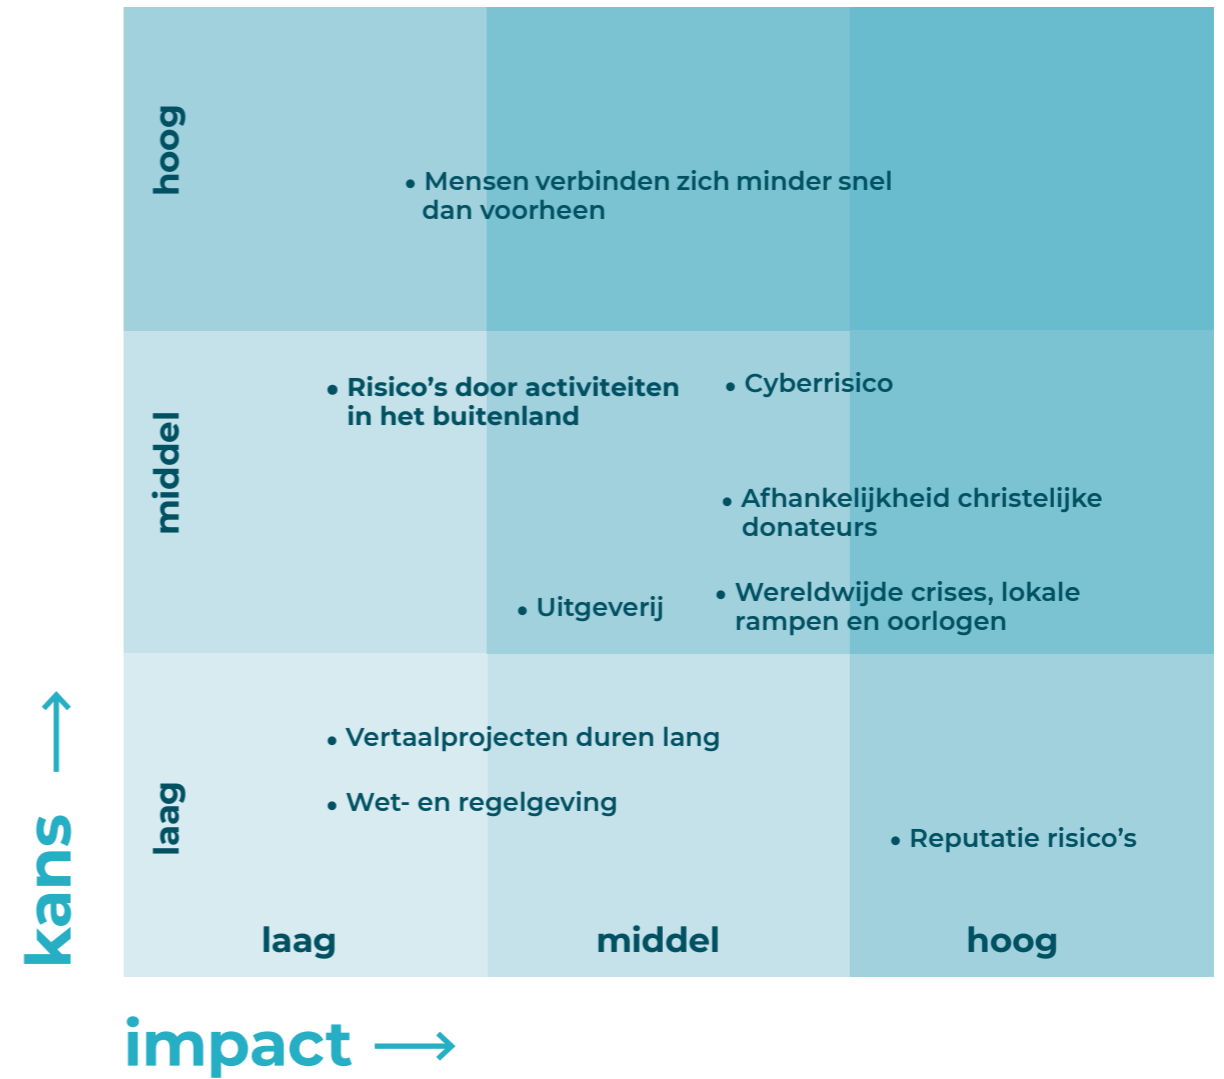 hoog
• Mensen verbinden zich minder snel
dan voorheen
middel
• Risico’s door activiteiten
in het buitenland
• Cyberrisico
• Afhankelijkheid christelijke
donateurs
• Uitgeverij
• Wereldwijde crises, lokale
rampen en oorlogen
laag
• Vertaalprojecten duren lang
• Wet- en regelgeving
• Reputatie risico’s
laag
middel
hoog
kans →
impact →